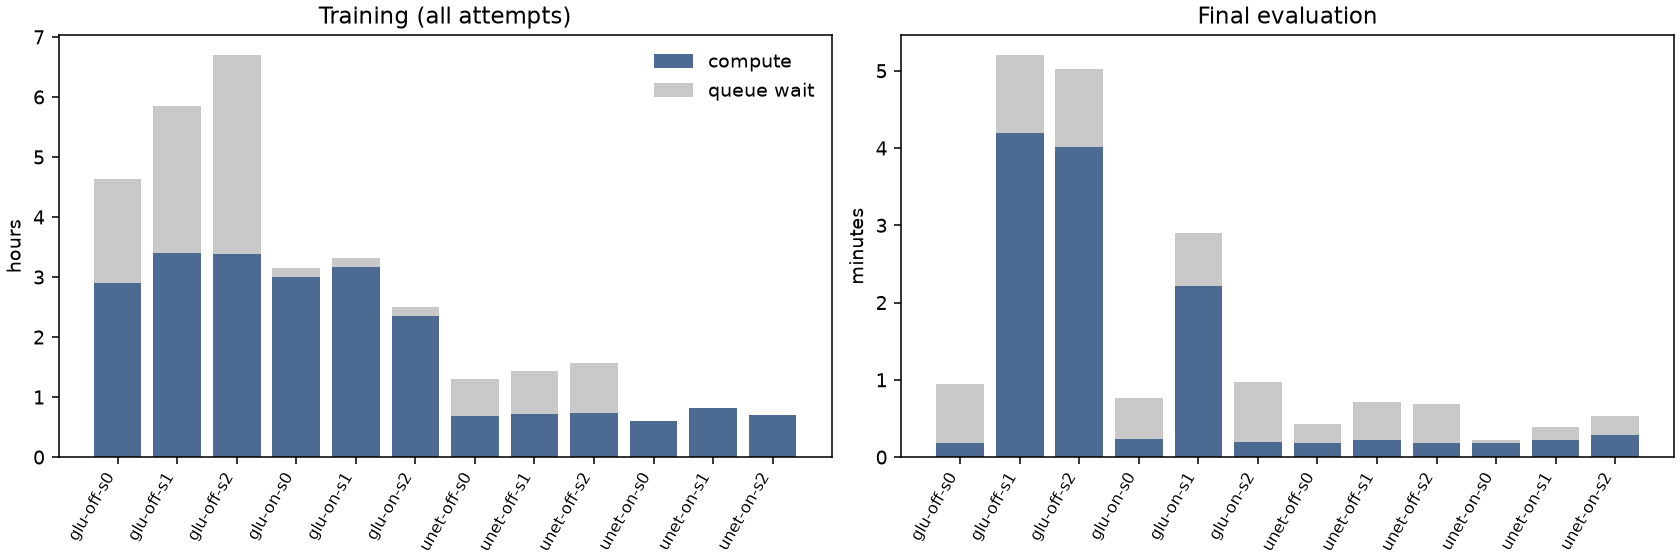 Training (all attempts)
hours
7
6
5
4
3
2
1
0
compute
queue wait
glu-off-s0
glu-off-s1
glu-off-s2
glu-on-s0
glu-on-s1
glu-on-s2
unet-off-s0
unet-off-s1
unet-off-s2
unet-on-s0
unet-on-s1
unet-on-s2
Final evaluation
minutes
5
4
3
2
1
0
glu-off-s0
glu-off-s1
glu-off-s2
glu-on-s0
glu-on-s1
glu-on-s2
unet-off-s0
unet-off-s1
unet-off-s2
unet-on-s0
unet-on-s1
unet-on-s2